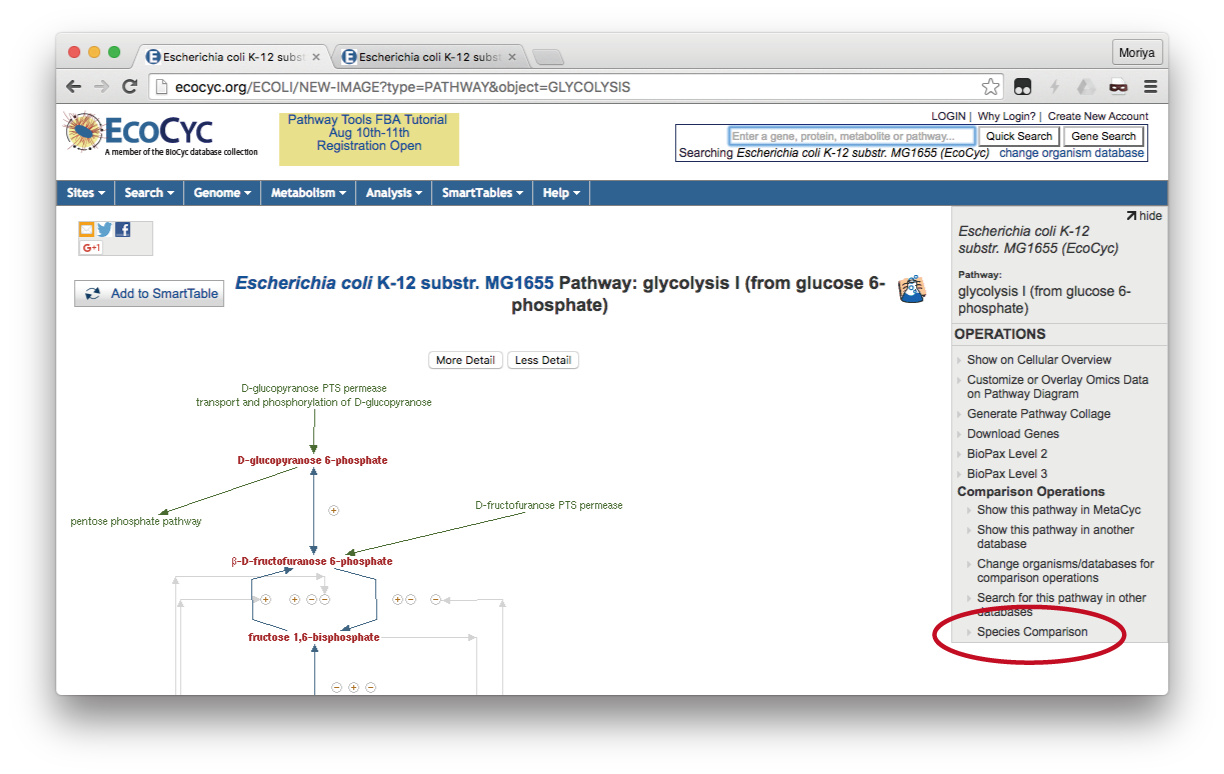 Moriya
Escherichia coli K-12 subst
Escherichia coli K-12 subst
ecocyc.org/ECOLI/NEW-IMAGE?type=PATHWAY&object=GLYCOLYSIS
LOGIN | Why Login? | Create New Account
ECOCYC
A member of the BioCyc database collection
Pathway Tools FBA Tutorial
Aug 10th-11th
Registration Open
Enter a gene, protein, metabolite or pathway...
Quick Search
Gene Search
Searching Escherichia coli K-12 substr. MG1655 (EcoCyc) change organism database
Sites
Search
Genome
Metabolism
Analysis
SmartTables
Help
G+1
Add to SmartTable
Escherichia coli K-12 substr. MG1655 Pathway: glycolysis I (from glucose 6-
phosphate)
More Detail
Less Detail
D-glucopyranose PTS permease
transport and phosphorylation of D-glucopyranose
D-glucopyranose 6-phosphate
pentose phosphate pathway
D-fructofuranose PTS permease
β-D-fructofuranose 6-phosphate
fructose 1,6-bisphosphate
hide
Escherichia coli K-12
substr. MG1655 (EcoCyc)
Pathway:
glycolysis I (from glucose 6-
phosphate)
OPERATIONS
Show on Cellular Overview
Customize or Overlay Omics Data
on Pathway Diagram
Generate Pathway Collage
Download Genes
BioPax Level 2
BioPax Level 3
Comparison Operations
Show this pathway in MetaCyc
Show this pathway in another
database
Change organisms/databases for
comparison operations
Search for this pathway in other
databases
Species Comparison